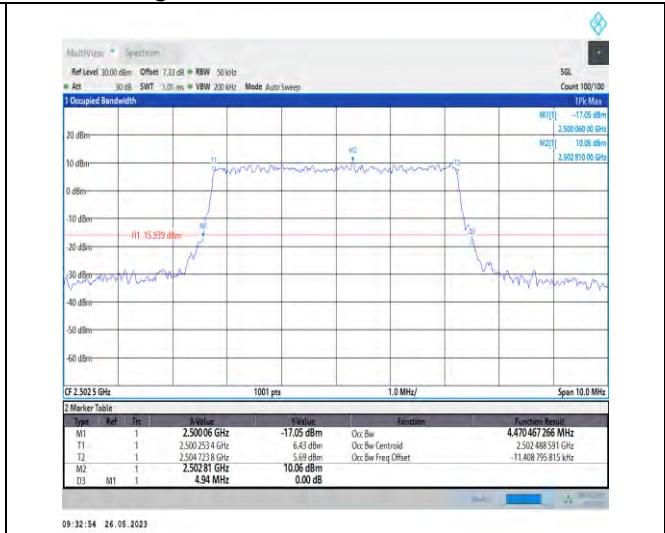 MultiView Spectrum
Ref Level 30.00 dBm Offset 7.33 dB RBW 50 kHz SGL
Att 30 dB SWT 1.01 ms VBW 200 kHz Mode Auto Sweep Count 100/100
1 Occupied Bandwidth 1Pk Max
M1[1] -17.05 dBm
2.500 060 00 GHz
M2[1] 10.06 dBm
2.502 810 00 GHz
20 dBm
M2
T1 T2
10 dBm
0 dBm
-10 dBm
H1 -15.939 dBm
-20 dBm
-30 dBm
-40 dBm
-50 dBm
-60 dBm
CF 2.502 5 GHz 1001 pts 1.0 MHz/ Span 10.0 MHz
2 Marker Table
Type Ref Trc X-Value Y-Value Function Function Result
M1 1 2.500 06 GHz -17.05 dBm Occ Bw 4.470 467 266 MHz
T1 1 2.500 253 4 GHz 6.43 dBm Occ Bw Centroid 2.502 488 591 GHz
T2 1 2.504 723 8 GHz 5.69 dBm Occ Bw Freq Offset -11.408 795 815 kHz
M2 1 2.502 81 GHz 10.06 dBm
D3 M1 1 4.94 MHz 0.00 dB
09:32:54 26.05.2023